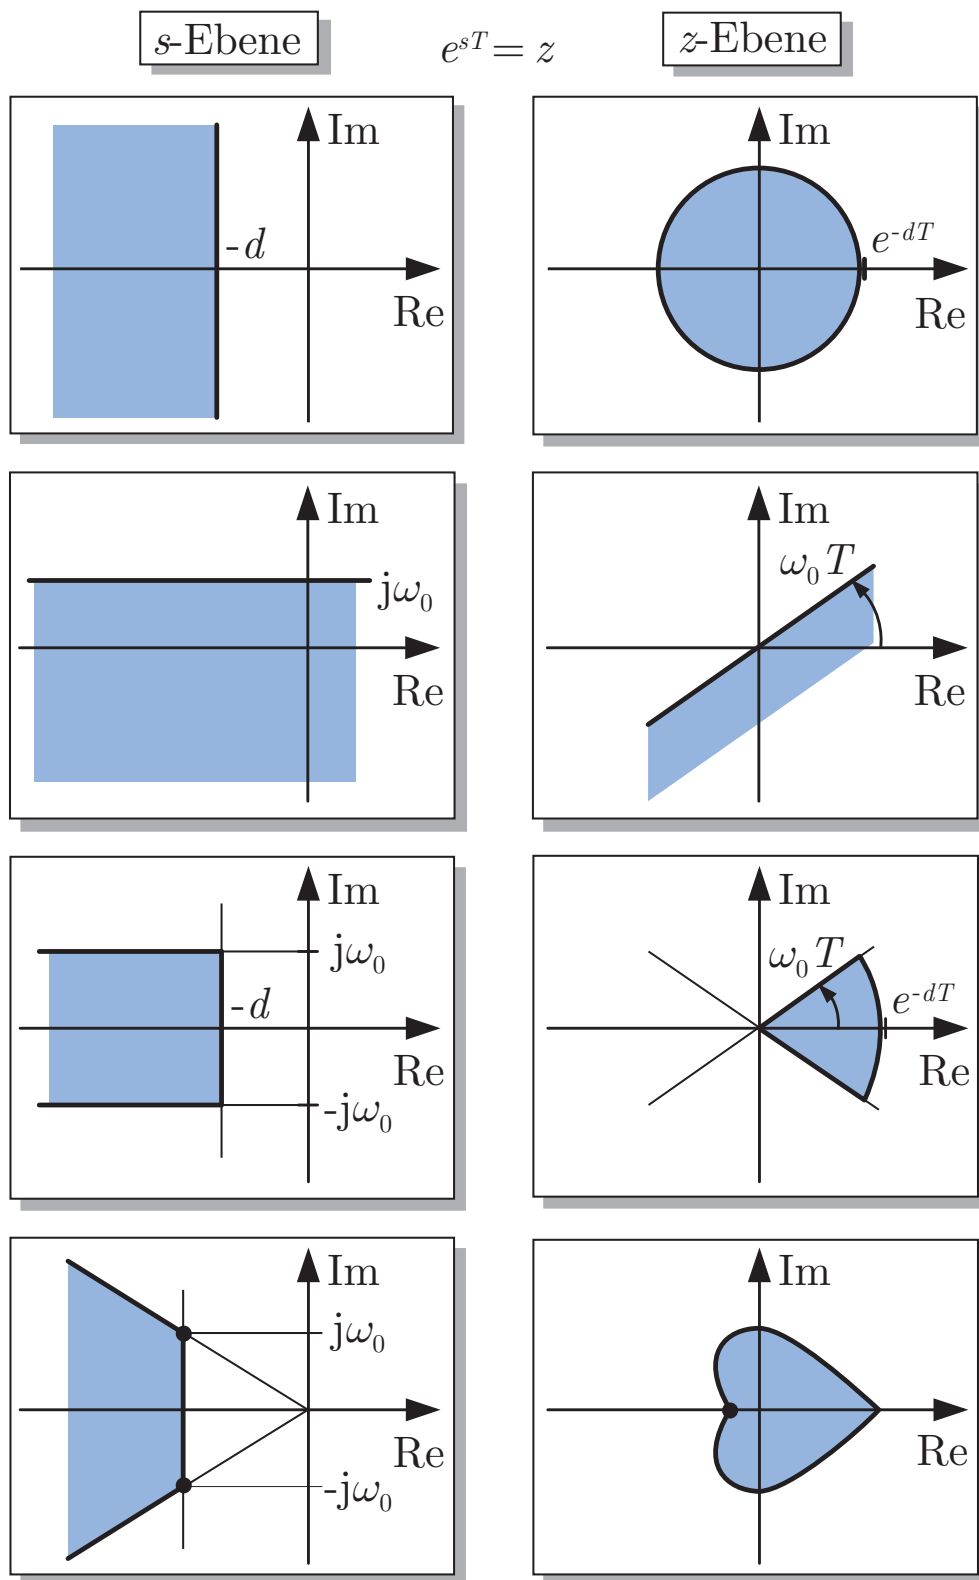 s-Ebene e^{sT} = z z-Ebene
Im Im
-d e^{-dT}
Re Re
Im Im
jω₀ ω₀T
Re Re
Im Im
jω₀ ω₀T
-d e^{-dT}
Re Re
-jω₀
Im Im
jω₀
Re Re
-jω₀